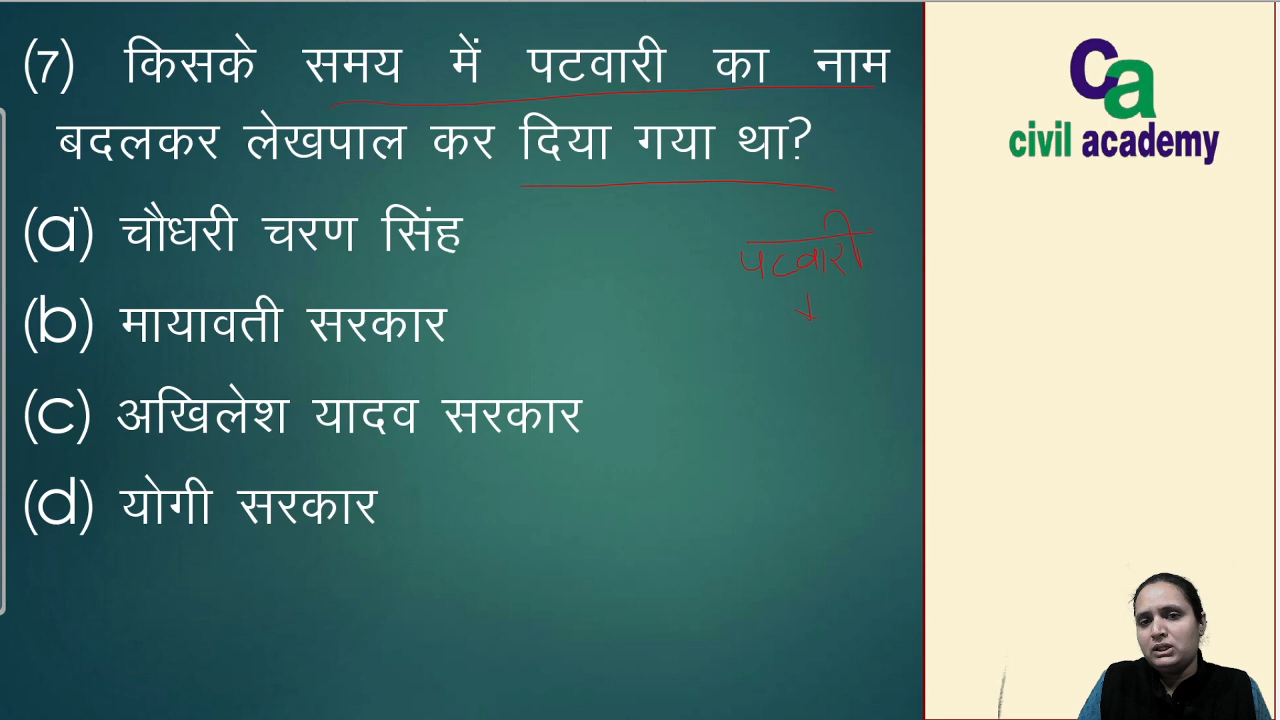 (7) किसके समय में पटवारी का नाम
बदलकर लेखपाल कर दिया गया था?
(a) चौधरी चरण सिंह
(b) मायावती सरकार
(c) अखिलेश यादव सरकार
(d) योगी सरकार
पटवारी
ca
civil academy